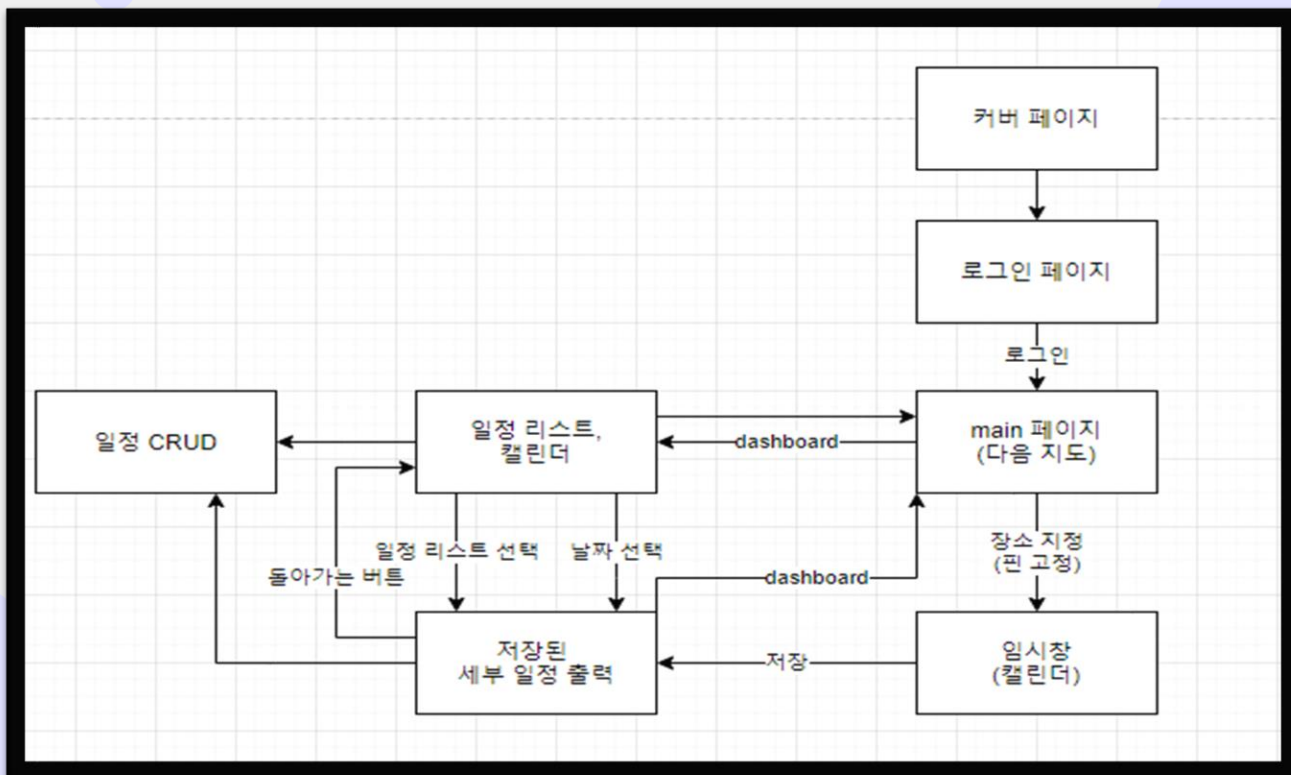 커버 페이지
로그인 페이지
로그인
일정 CRUD
일정 리스트,
캘린더
dashboard
main 페이지
(다음 지도)
일정 리스트 선택
날짜 선택
장소 지정
(핀 고정)
돌아가는 버튼
dashboard
저장된
세부 일정 출력
저장
임시창
(캘린더)